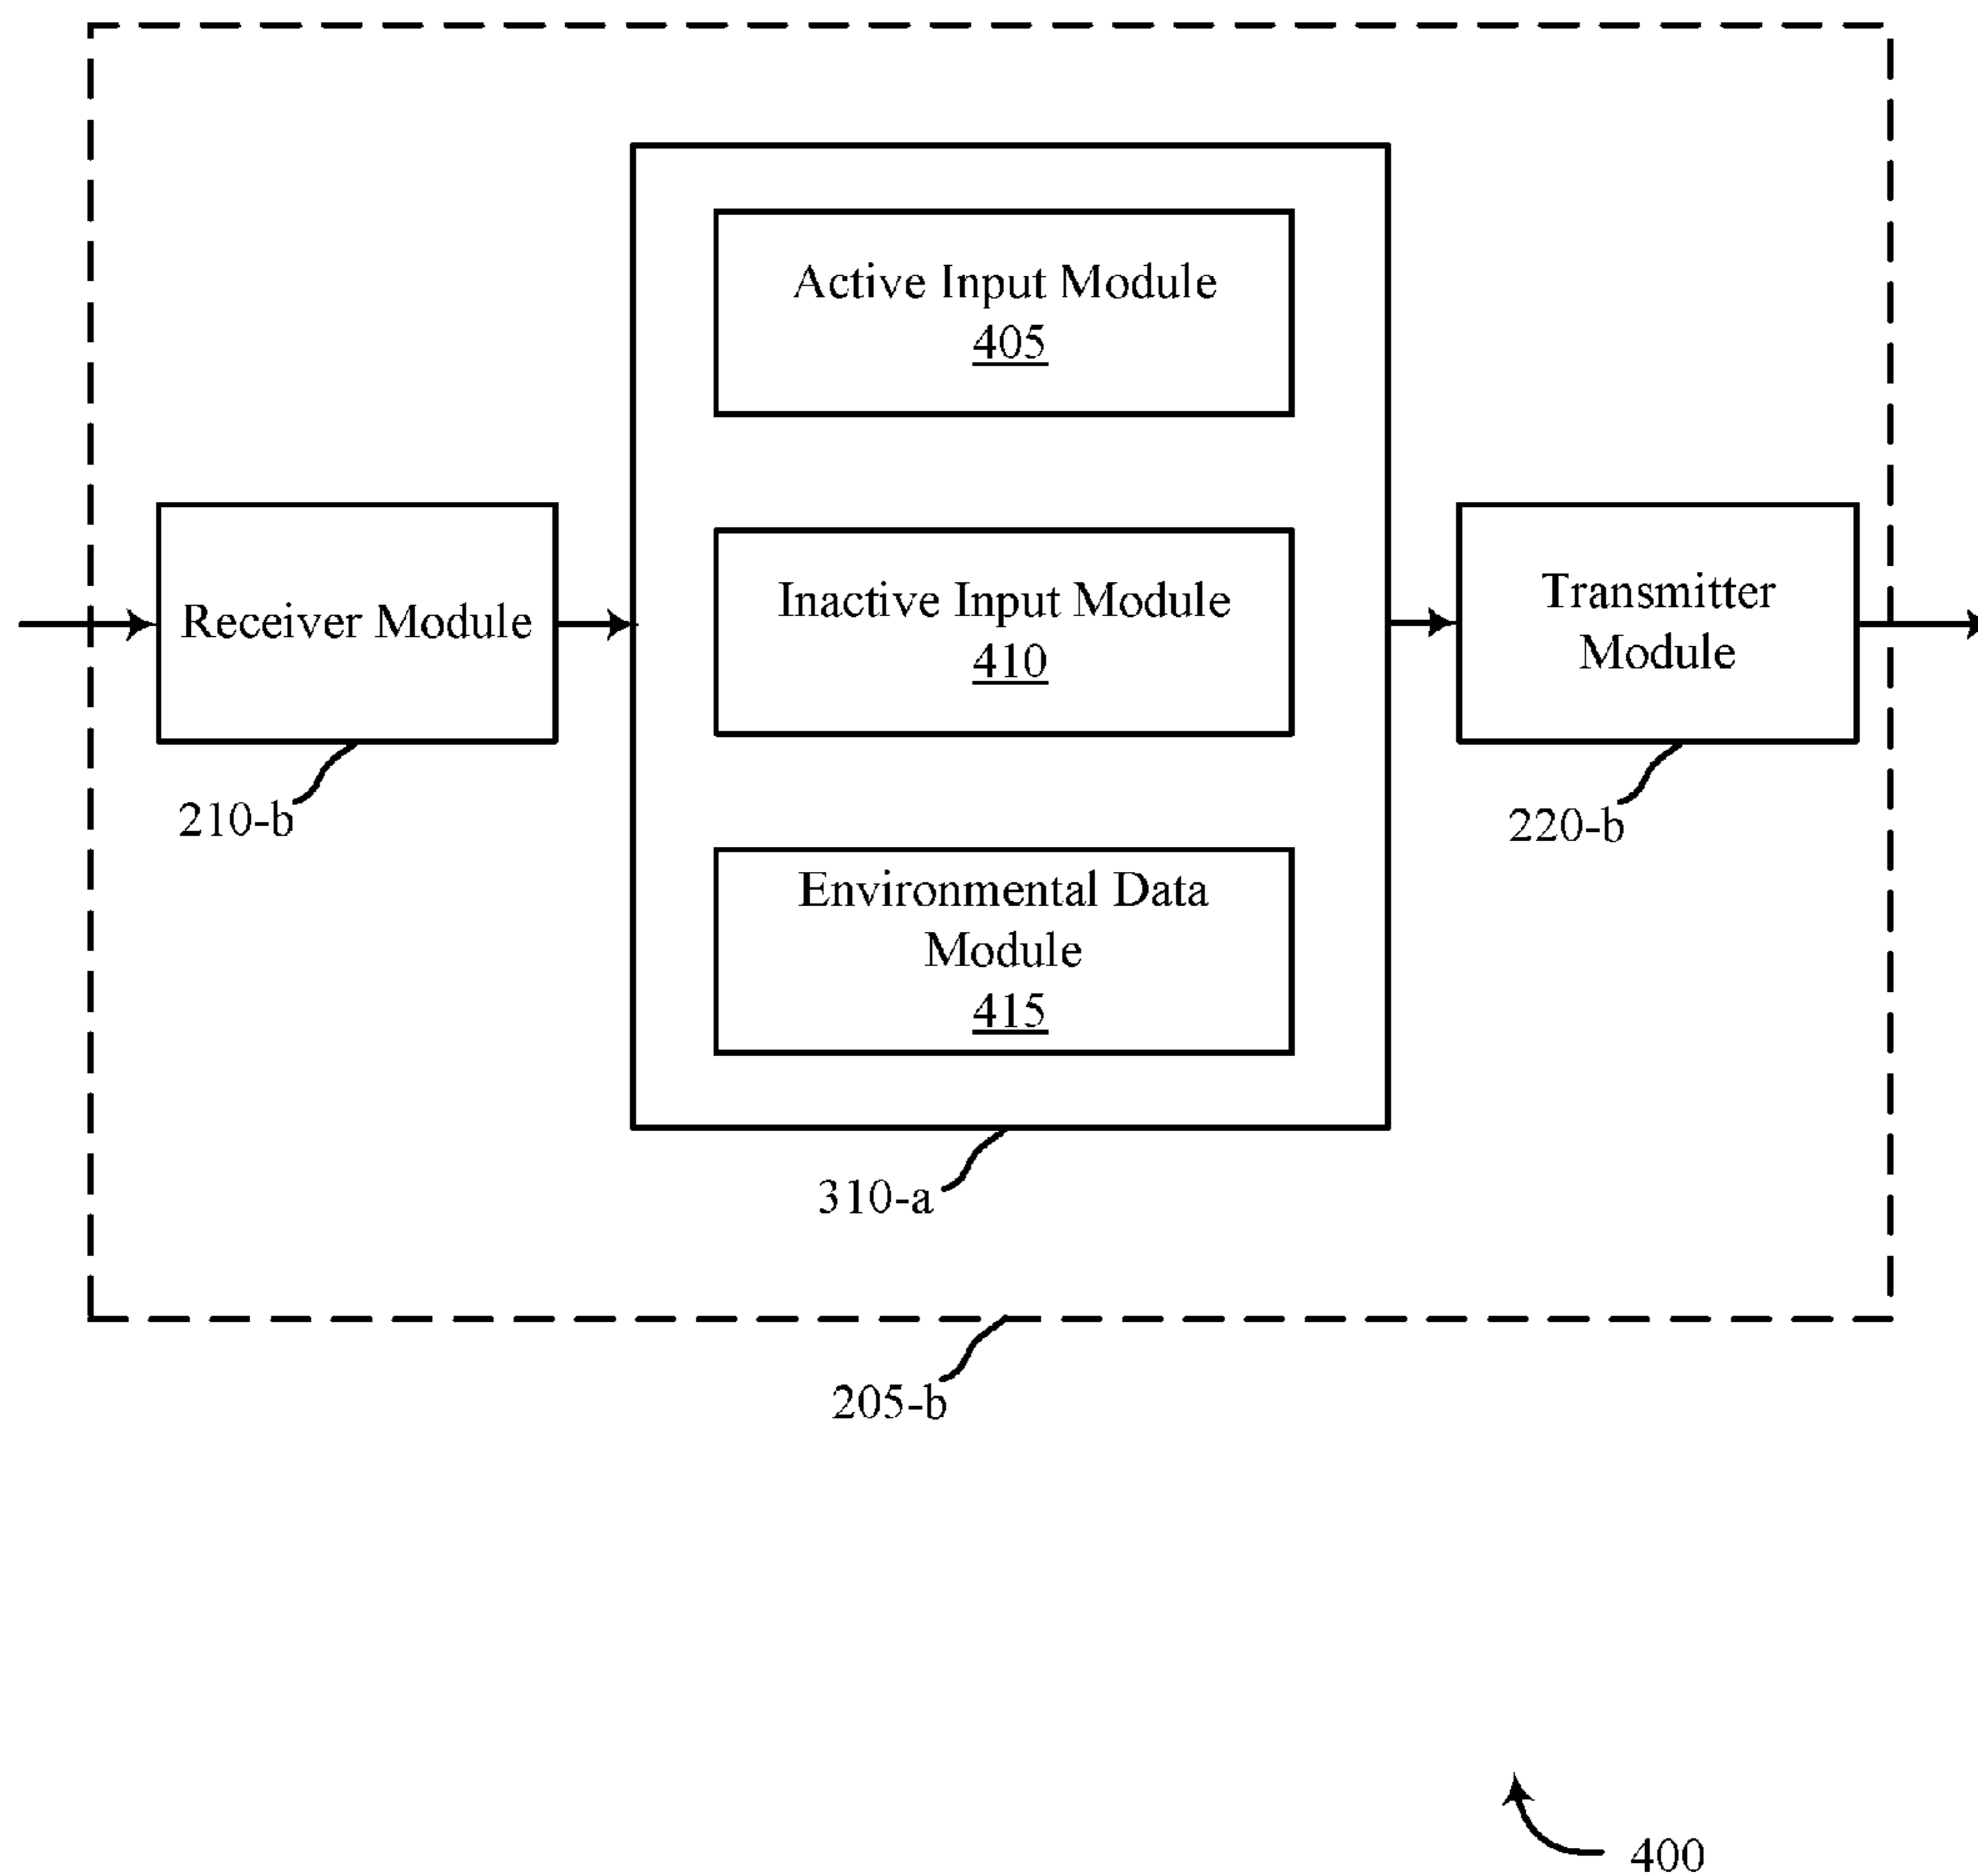 Active Input Module
405
Receiver Module
210-b
Inactive Input Module
410
Transmitter
Module
220-b
Environmental Data
Module
415
310-a
205-b
400